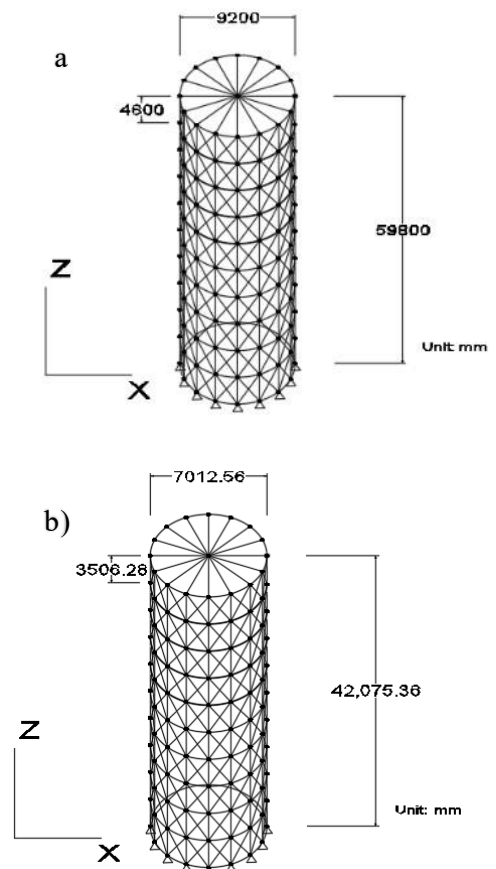 a
9200
4600
59800
Z
X
Unit: mm
b)
7012.56
3506.28
42,075.36
Z
X
Unit: mm